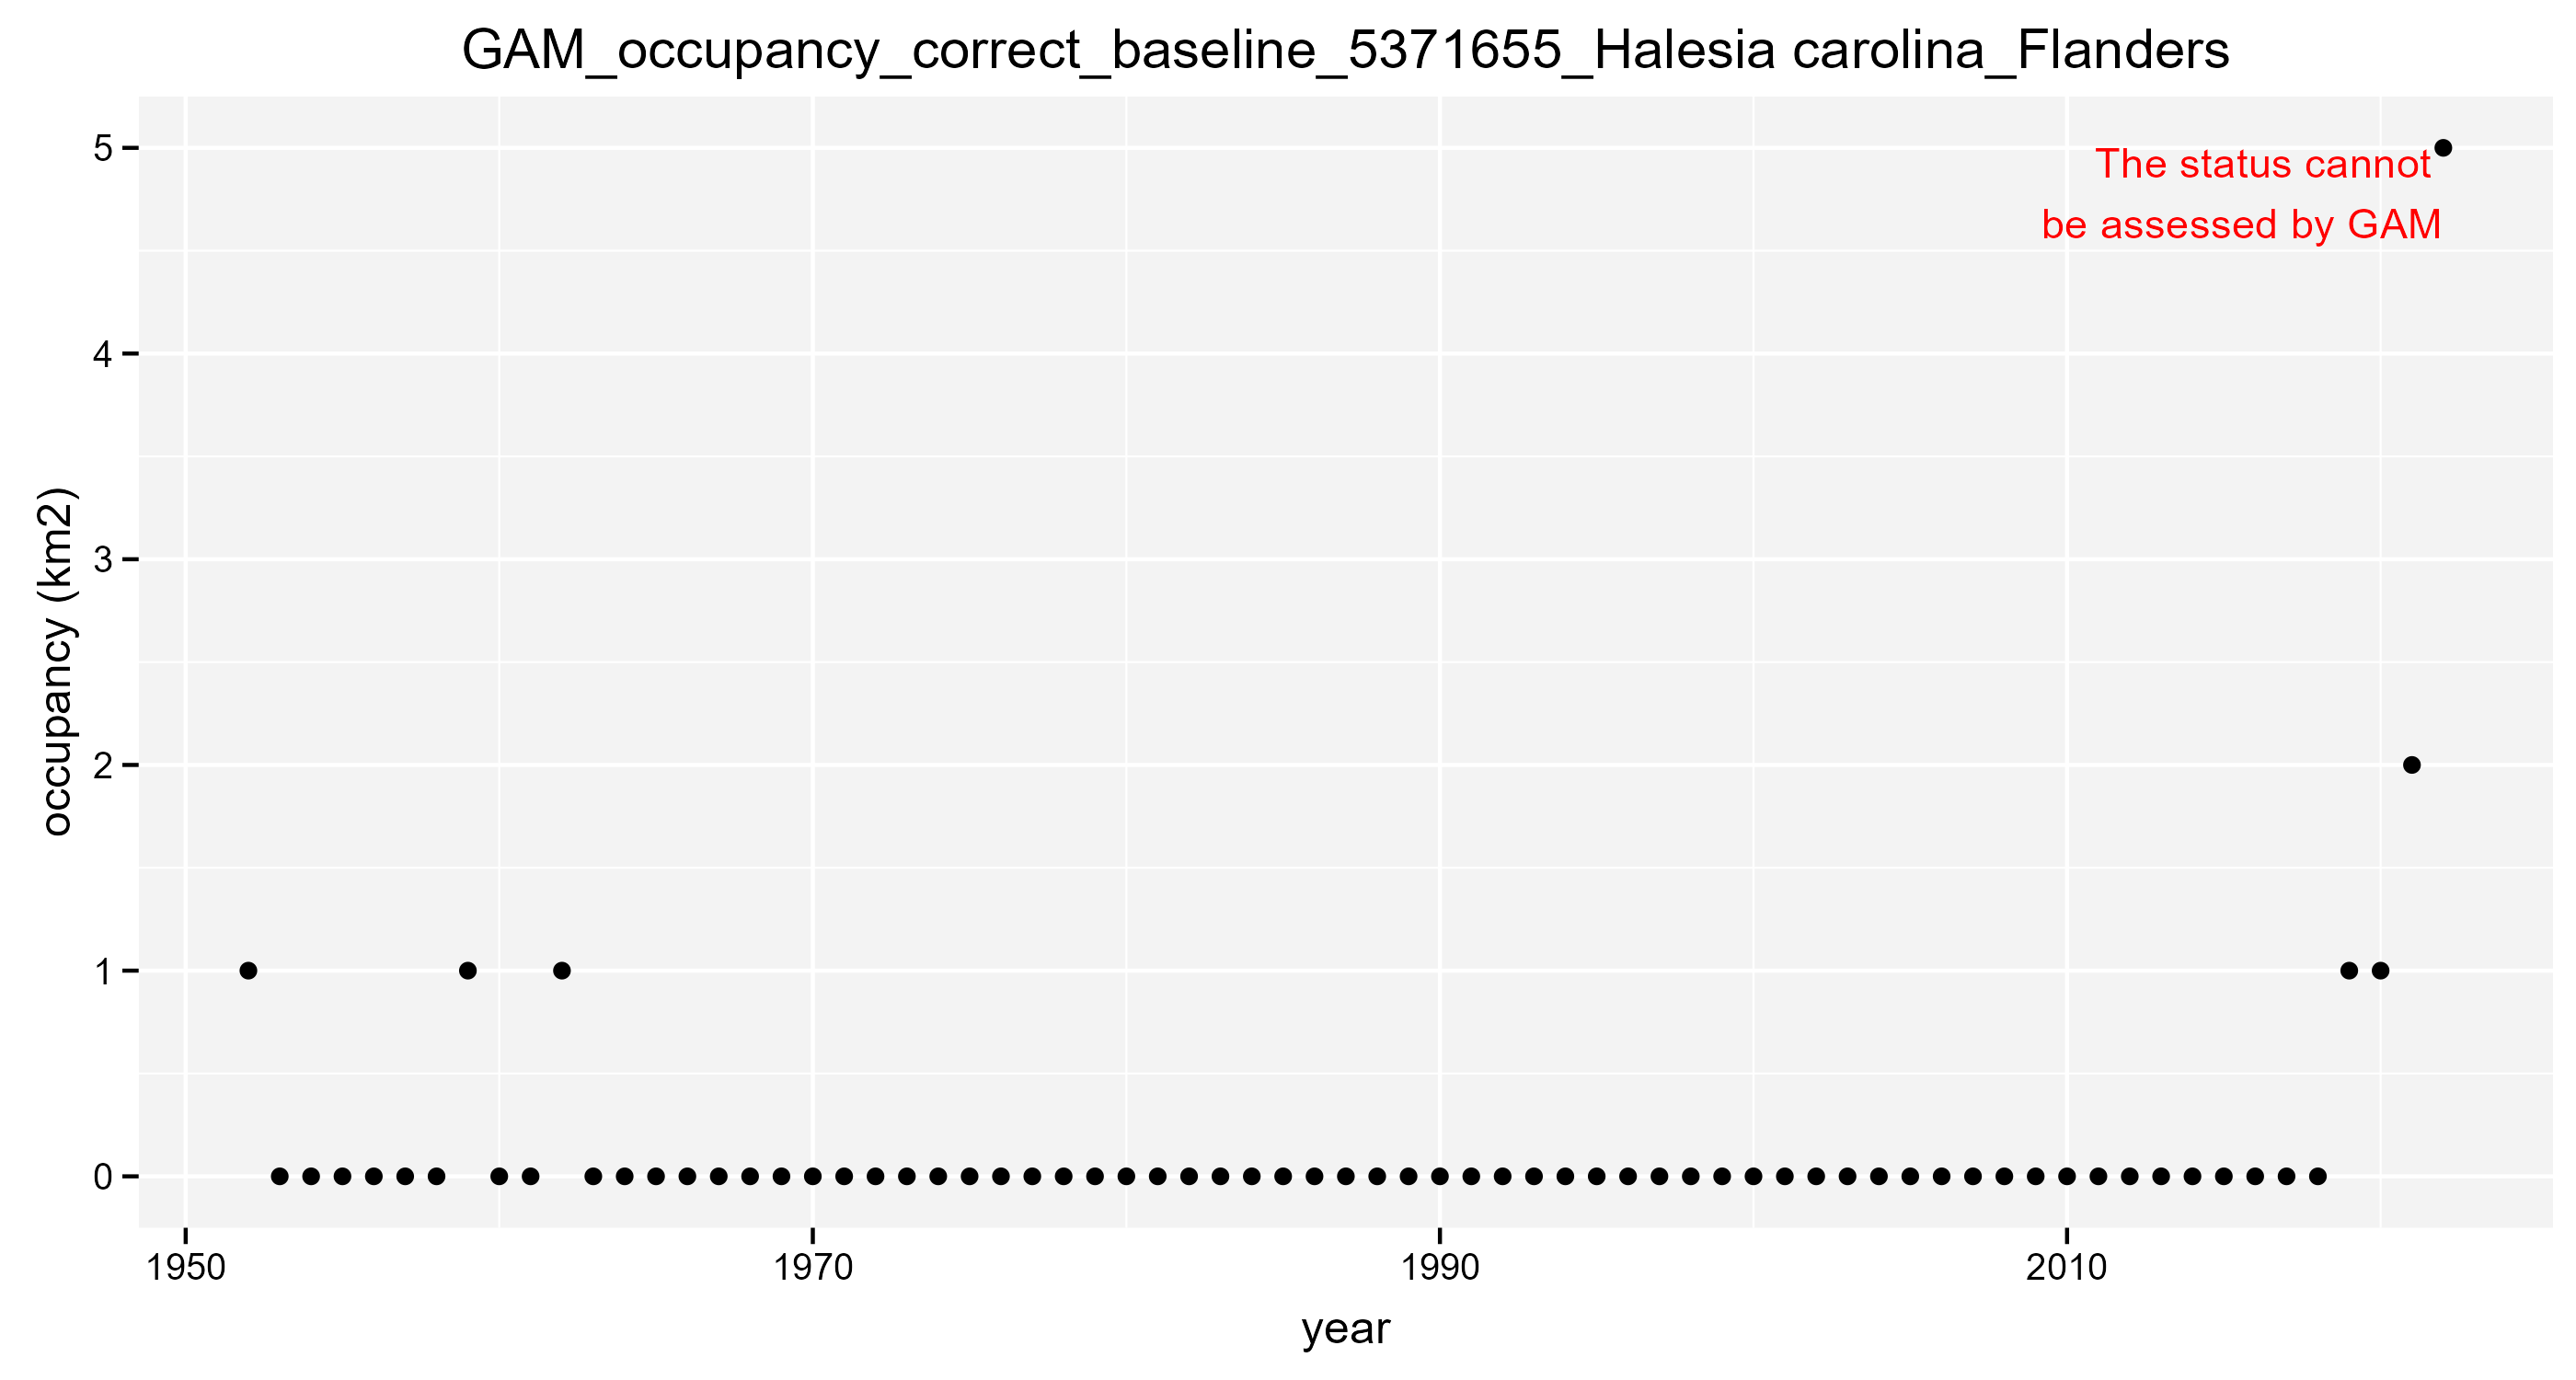 GAM_occupancy_correct_baseline_5371655_Halesia carolina_Flanders
The status cannot
be assessed by GAM
5
4
3
2
1
0
occupancy (km2)
1950
1970
1990
2010
year